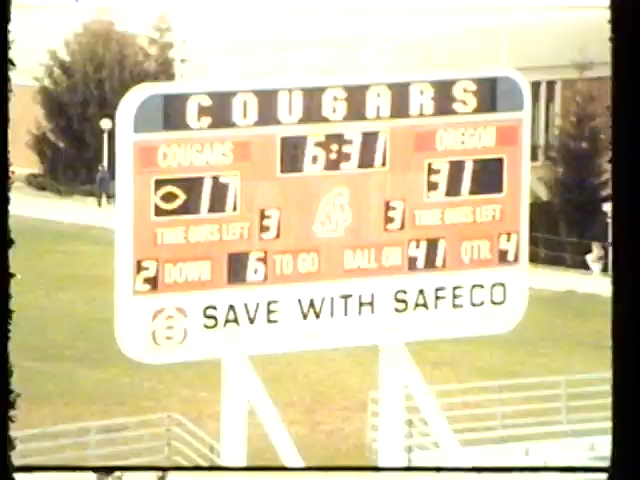 COUGARS
COUGARS 6:31 OREGON
17 31
TIME OUTS LEFT 3 3 TIME OUTS LEFT
2 DOWN 6 TO GO BALL ON 41 QTR 4
SAVE WITH SAFECO